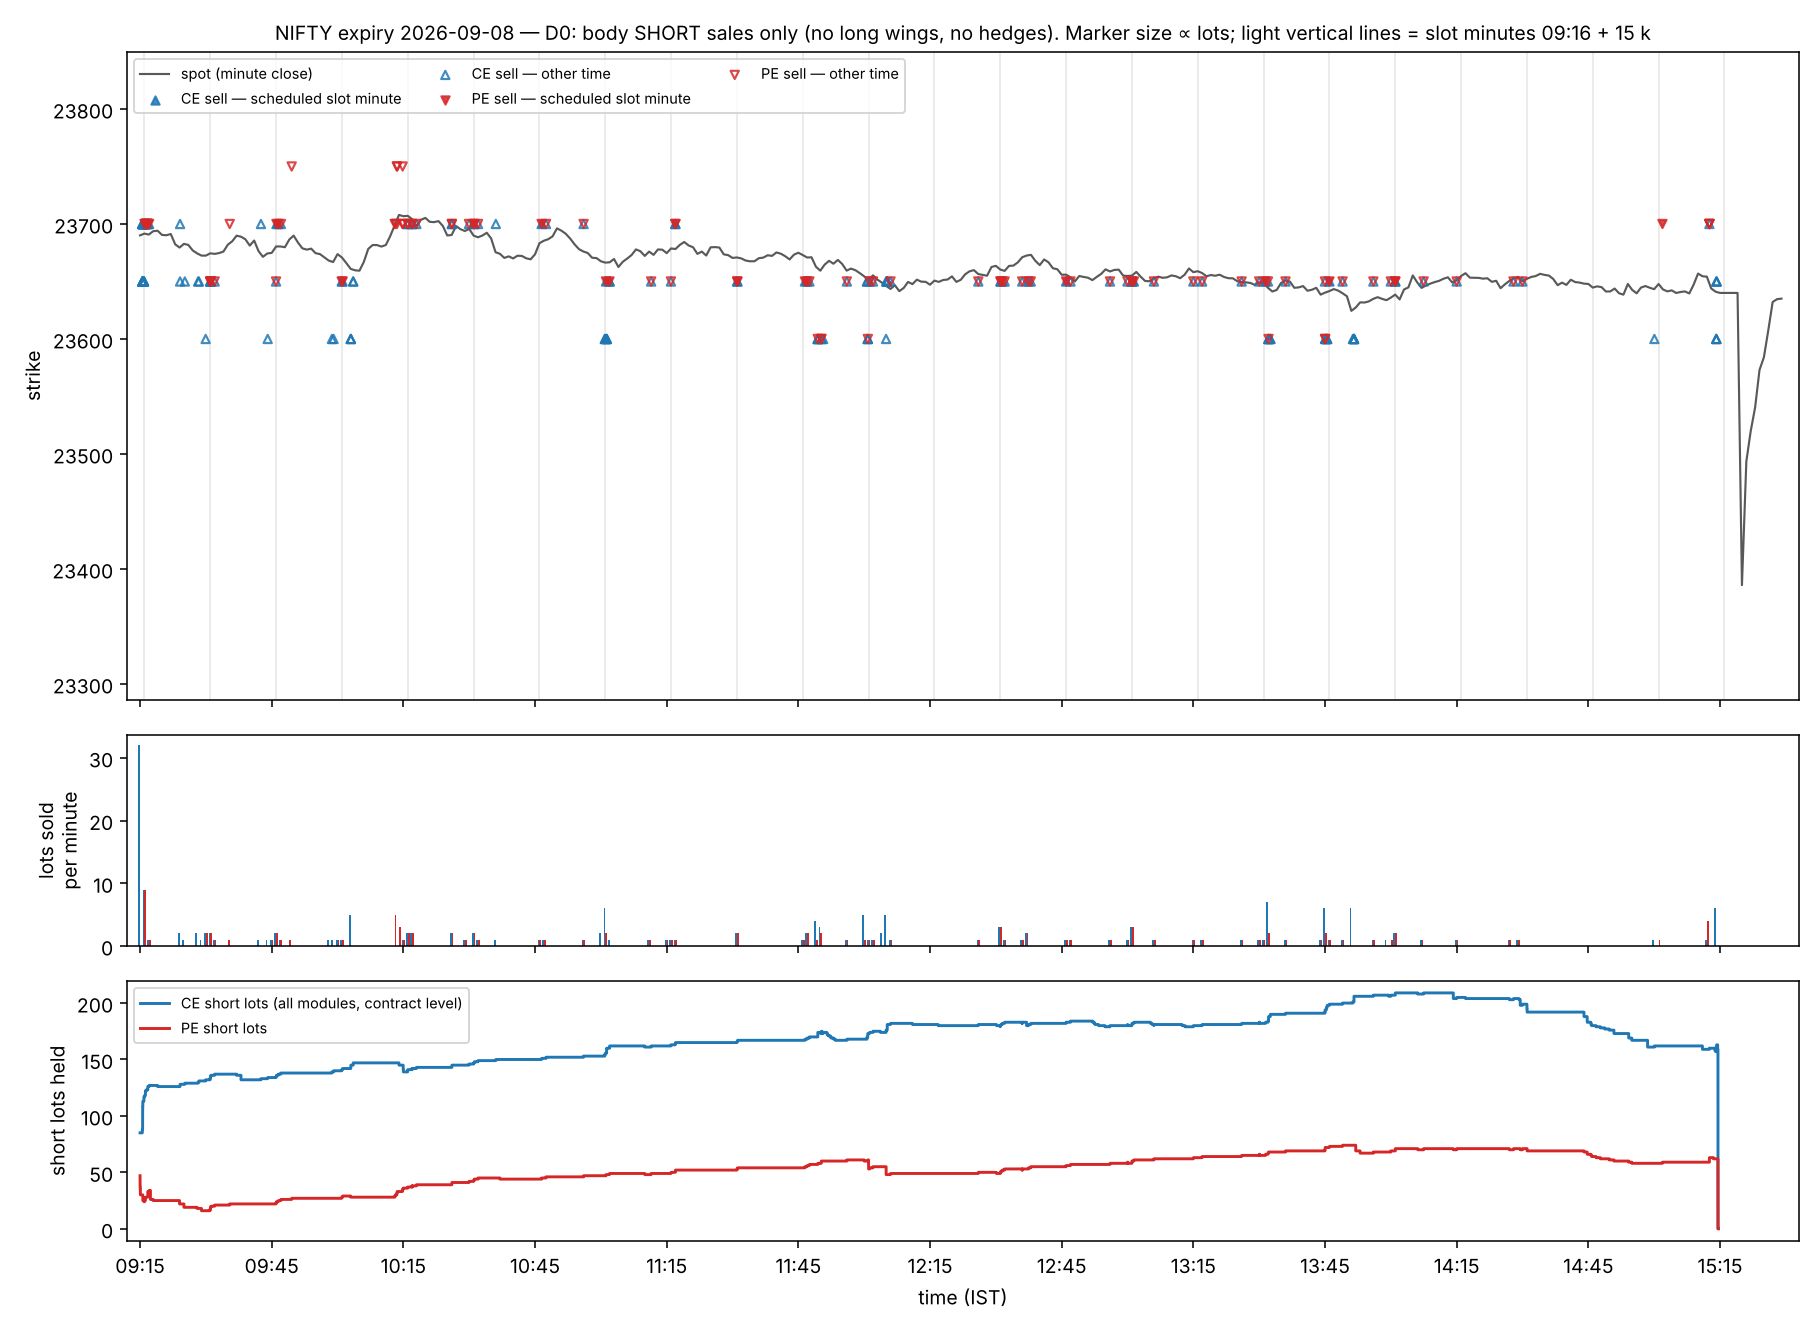 NIFTY expiry 2026-09-08 — D0: body SHORT sales only (no long wings, no hedges). Marker size ∝ lots; light vertical lines = slot minutes 09:16 + 15 k
spot (minute close)
CE sell — scheduled slot minute
CE sell — other time
PE sell — scheduled slot minute
PE sell — other time
strike
23800
23700
23600
23500
23400
23300
lots sold
per minute
30
20
10
0
CE short lots (all modules, contract level)
PE short lots
short lots held
200
150
100
50
0
09:15 09:45 10:15 10:45 11:15 11:45 12:15 12:45 13:15 13:45 14:15 14:45 15:15
time (IST)